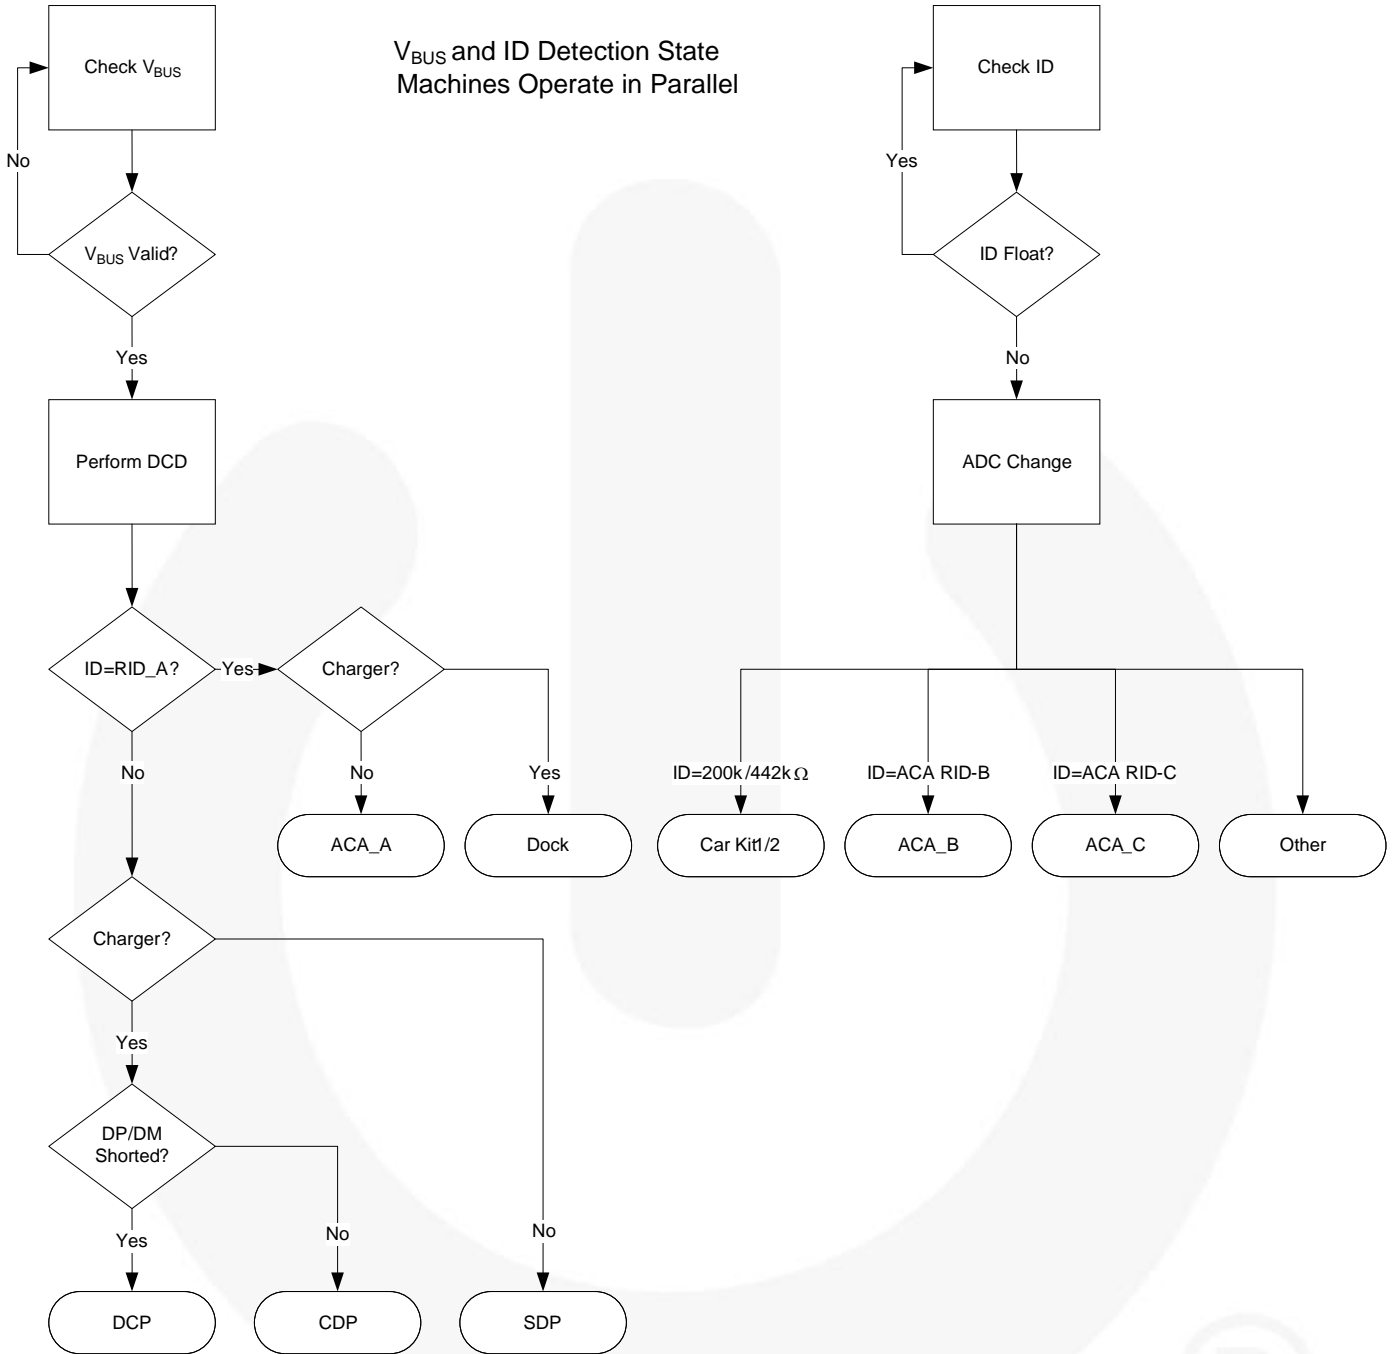 V_BUS and ID Detection State
Machines Operate in Parallel
Check V_BUS
No
V_BUS Valid?
Yes
Perform DCD
ID=RID_A?
Yes
Charger?
No
ACA_A
Yes
Dock
No
Charger?
Yes
DP/DM
Shorted?
Yes
DCP
No
CDP
No
SDP
Check ID
Yes
ID Float?
No
ADC Change
ID=200k/442kΩ
Car Kit1/2
ID=ACA RID-B
ACA_B
ID=ACA RID-C
ACA_C
Other